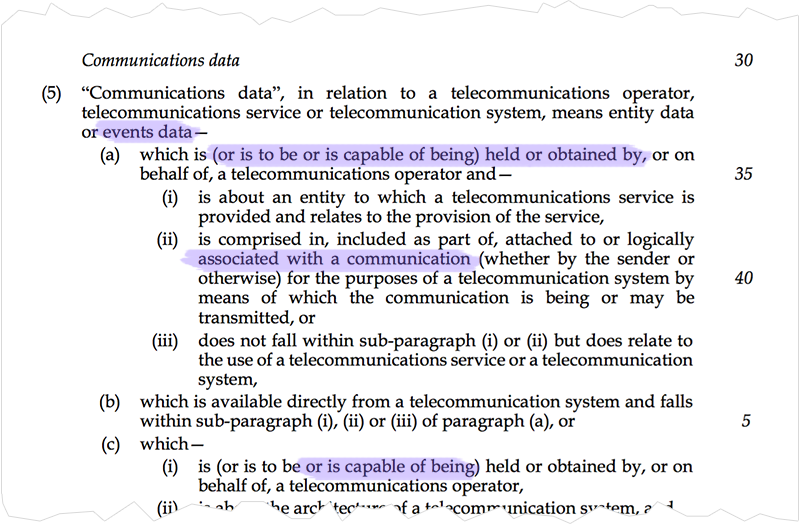 Communications data 30
(5) “Communications data”, in relation to a telecommunications operator,
telecommunications service or telecommunication system, means entity data
or events data—
(a) which is (or is to be or is capable of being) held or obtained by, or on
behalf of, a telecommunications operator and— 35
(i) is about an entity to which a telecommunications service is
provided and relates to the provision of the service,
(ii) is comprised in, included as part of, attached to or logically
associated with a communication (whether by the sender or
otherwise) for the purposes of a telecommunication system by 40
means of which the communication is being or may be
transmitted, or
(iii) does not fall within sub-paragraph (i) or (ii) but does relate to
the use of a telecommunications service or a telecommunication
system,
(b) which is available directly from a telecommunication system and falls
within sub-paragraph (i), (ii) or (iii) of paragraph (a), or 5
(c) which—
(i) is (or is to be or is capable of being) held or obtained by, or on
behalf of, a telecommunications operator,
(ii) is about the architecture of a telecommunication system, and